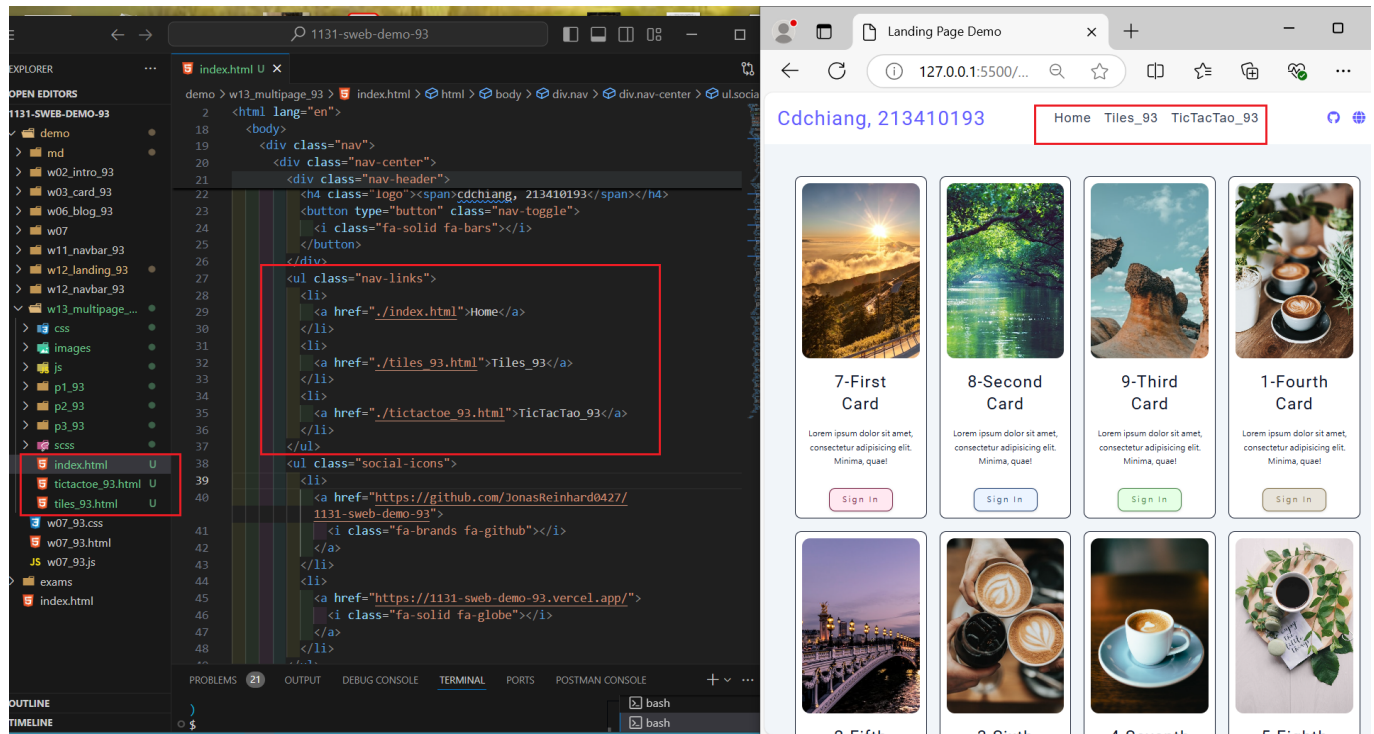 1131-sweb-demo-93
EXPLORER
OPEN EDITORS
1131-SWEB-DEMO-93
demo
md
w02_intro_93
w03_card_93
w06_blog_93
w07
w11_navbar_93
w12_landing_93
w12_navbar_93
w13_multipage_...
css
images
js
p1_93
p2_93
p3_93
scss
index.html U
tictactoe_93.html U
tiles_93.html U
w07_93.css
w07_93.html
JS w07_93.js
exams
index.html
OUTLINE
TIMELINE
index.html U
demo > w13_multipage_93 > index.html > html > body > div.nav > div.nav-center > ul.socia
2 <html lang="en">
18 <body>
19 <div class="nav">
20 <div class="nav-center">
21 <div class="nav-header">
22 <h4 class="logo"><span>cdchiang, 213410193</span></h4>
23 <button type="button" class="nav-toggle">
24 <i class="fa-solid fa-bars"></i>
25 </button>
26 </div>
27 <ul class="nav-links">
28 <li>
29 <a href="./index.html">Home</a>
30 </li>
31 <li>
32 <a href="./tiles_93.html">Tiles_93</a>
33 </li>
34 <li>
35 <a href="./tictactoe_93.html">TicTacTao_93</a>
36 </li>
37 </ul>
38 <ul class="social-icons">
39 <li>
40 <a href="https://github.com/JonasReinhard0427/
1131-sweb-demo-93">
41 <i class="fa-brands fa-github"></i>
42 </a>
43 </li>
44 <li>
45 <a href="https://1131-sweb-demo-93.vercel.app/">
46 <i class="fa-solid fa-globe"></i>
47 </a>
48 </li>
PROBLEMS 21 OUTPUT DEBUG CONSOLE TERMINAL PORTS POSTMAN CONSOLE
)
$
bash
bash
Landing Page Demo
127.0.0.1:5500/...
Cdchiang, 213410193 Home Tiles_93 TicTacTao_93
7-First
Card
Lorem ipsum dolor sit amet,
consectetur adipisicing elit.
Minima, quae!
Sign In
8-Second
Card
Lorem ipsum dolor sit amet,
consectetur adipisicing elit.
Minima, quae!
Sign In
9-Third
Card
Lorem ipsum dolor sit amet,
consectetur adipisicing elit.
Minima, quae!
Sign In
1-Fourth
Card
Lorem ipsum dolor sit amet,
consectetur adipisicing elit.
Minima, quae!
Sign In